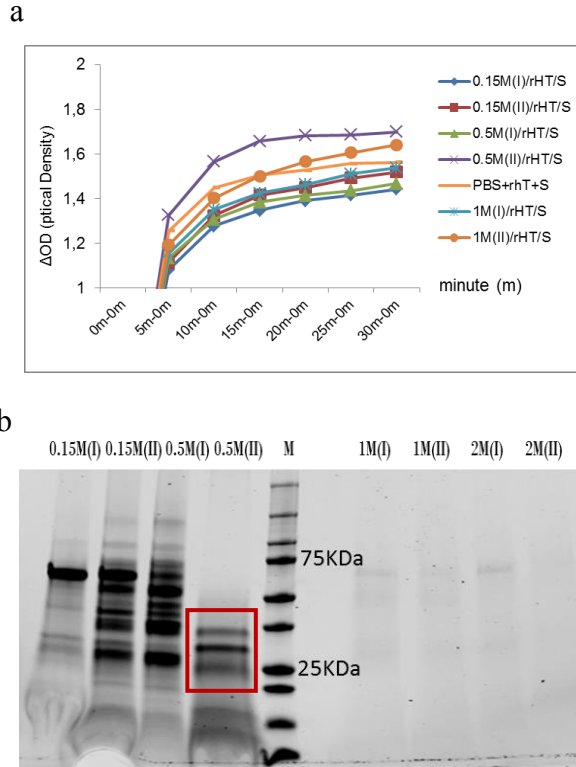 a
2
1,8
1,6
1,4
1,2
1
ΔOD (ptical Density)
0m-0m 5m-0m 10m-0m 15m-0m 20m-0m 25m-0m 30m-0m
minute (m)
0.15M(I)/rHT/S
0.15M(II)/rHT/S
0.5M(I)/rHT/S
0.5M(II)/rHT/S
PBS+rhT+S
1M(I)/rHT/S
1M(II)/rHT/S
b
0.15M(I) 0.15M(II) 0.5M(I) 0.5M(II) M 1M(I) 1M(II) 2M(I) 2M(II)
75KDa
25KDa